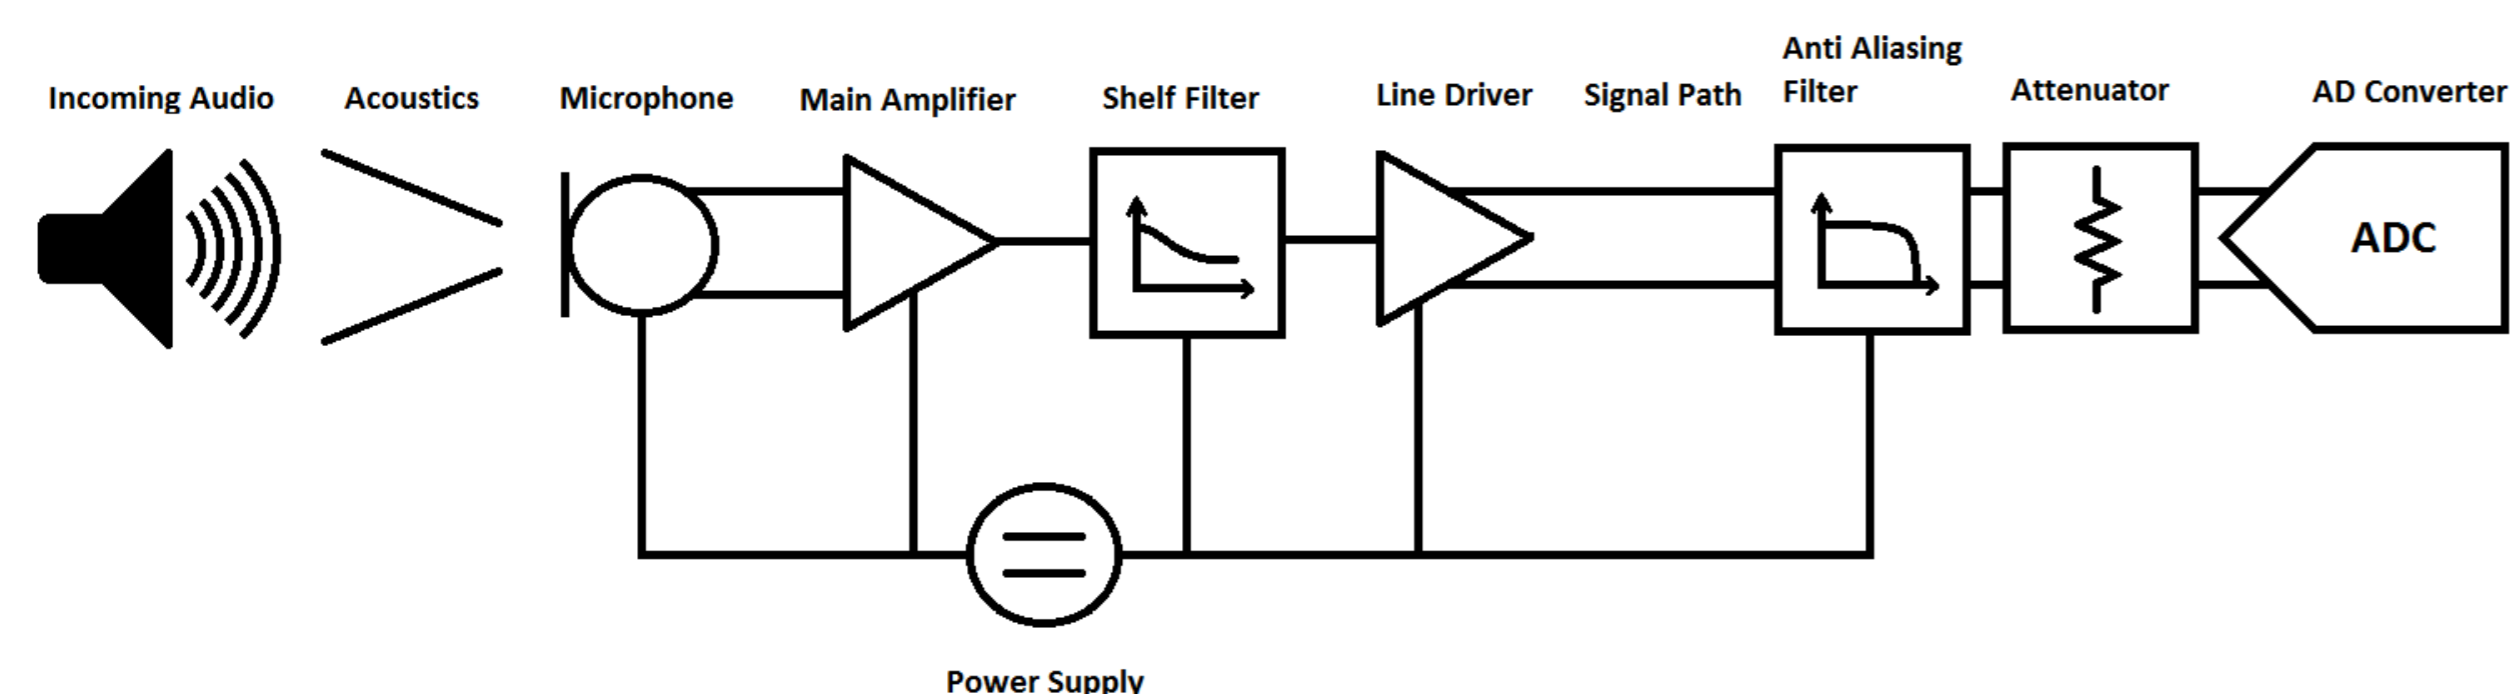 Incoming Audio
Acoustics
Microphone
Main Amplifier
Shelf Filter
Line Driver
Signal Path
Anti Aliasing
Filter
Attenuator
AD Converter
ADC
Power Supply